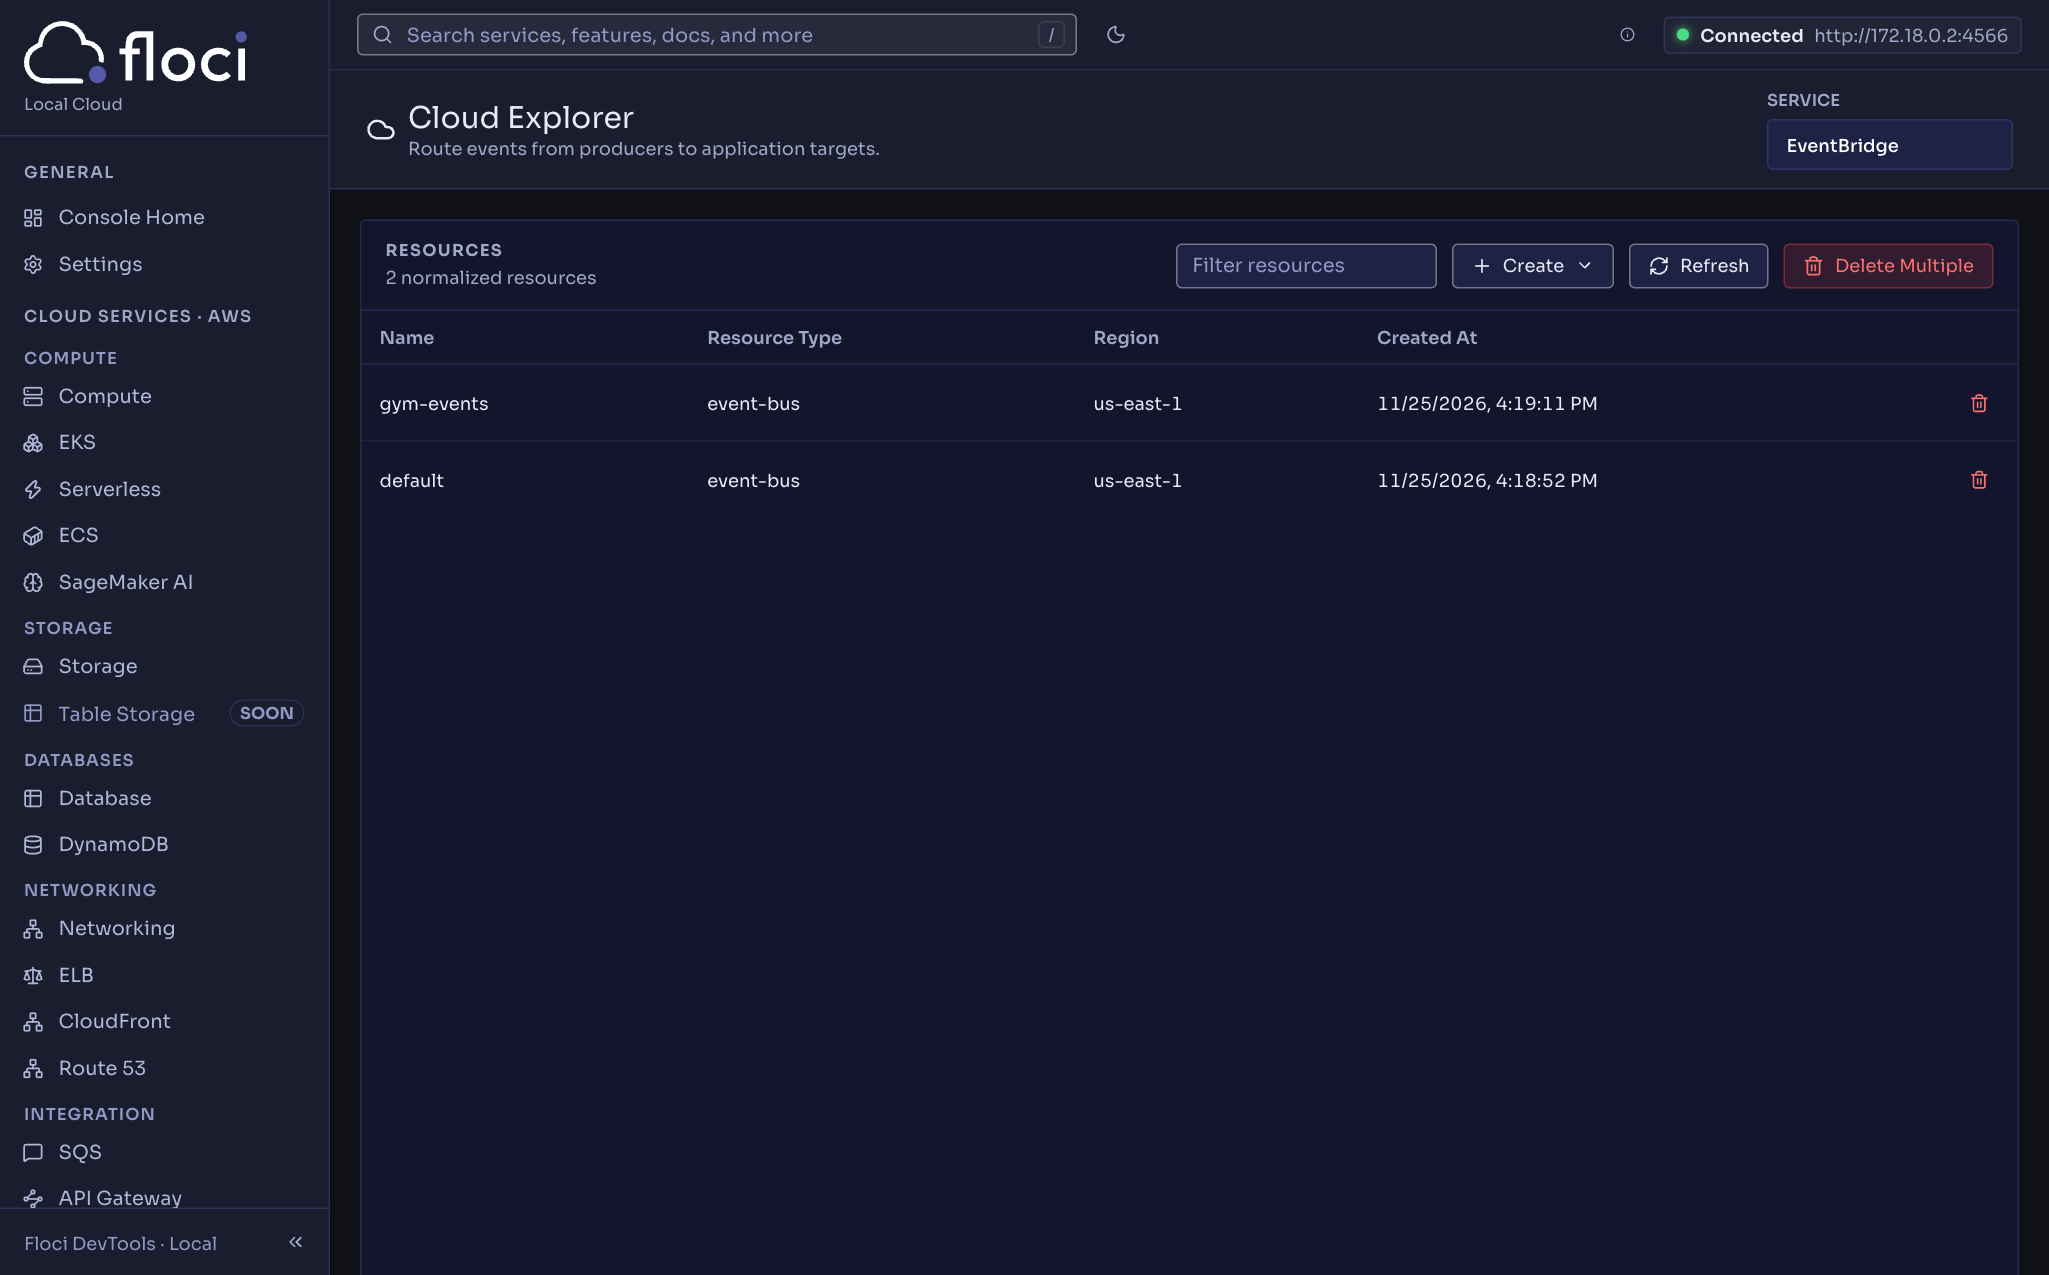 floci
Local Cloud
GENERAL
Console Home
Settings
CLOUD SERVICES · AWS
COMPUTE
Compute
EKS
Serverless
ECS
SageMaker AI
STORAGE
Storage
Table Storage SOON
DATABASES
Database
DynamoDB
NETWORKING
Networking
ELB
CloudFront
Route 53
INTEGRATION
SQS
API Gateway
Floci DevTools · Local
Search services, features, docs, and more /
Connected http://172.18.0.2:4566
Cloud Explorer
Route events from producers to application targets.
SERVICE
EventBridge
RESOURCES
2 normalized resources
Filter resources
Create
Refresh
Delete Multiple
Name Resource Type Region Created At
gym-events event-bus us-east-1 11/25/2026, 4:19:11 PM
default event-bus us-east-1 11/25/2026, 4:18:52 PM